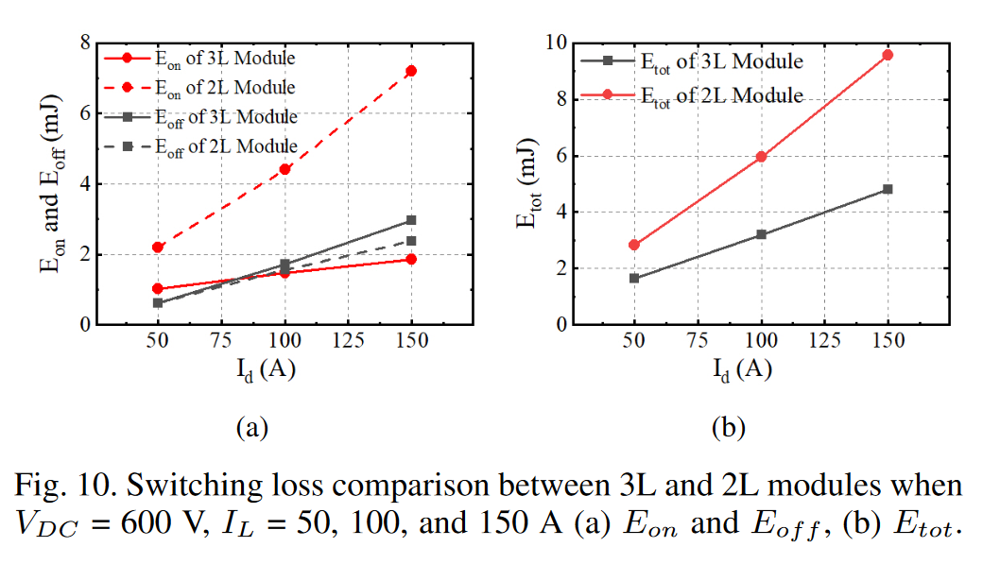 8
6
4
2
0
E_on and E_off (mJ)
E_on of 3L Module
E_on of 2L Module
E_off of 3L Module
E_off of 2L Module
50 75 100 125 150
I_d (A)
(a)
10
8
6
4
2
0
E_tot (mJ)
E_tot of 3L Module
E_tot of 2L Module
50 75 100 125 150
I_d (A)
(b)
Fig. 10. Switching loss comparison between 3L and 2L modules when
V_DC = 600 V, I_L = 50, 100, and 150 A (a) E_on and E_off, (b) E_tot.